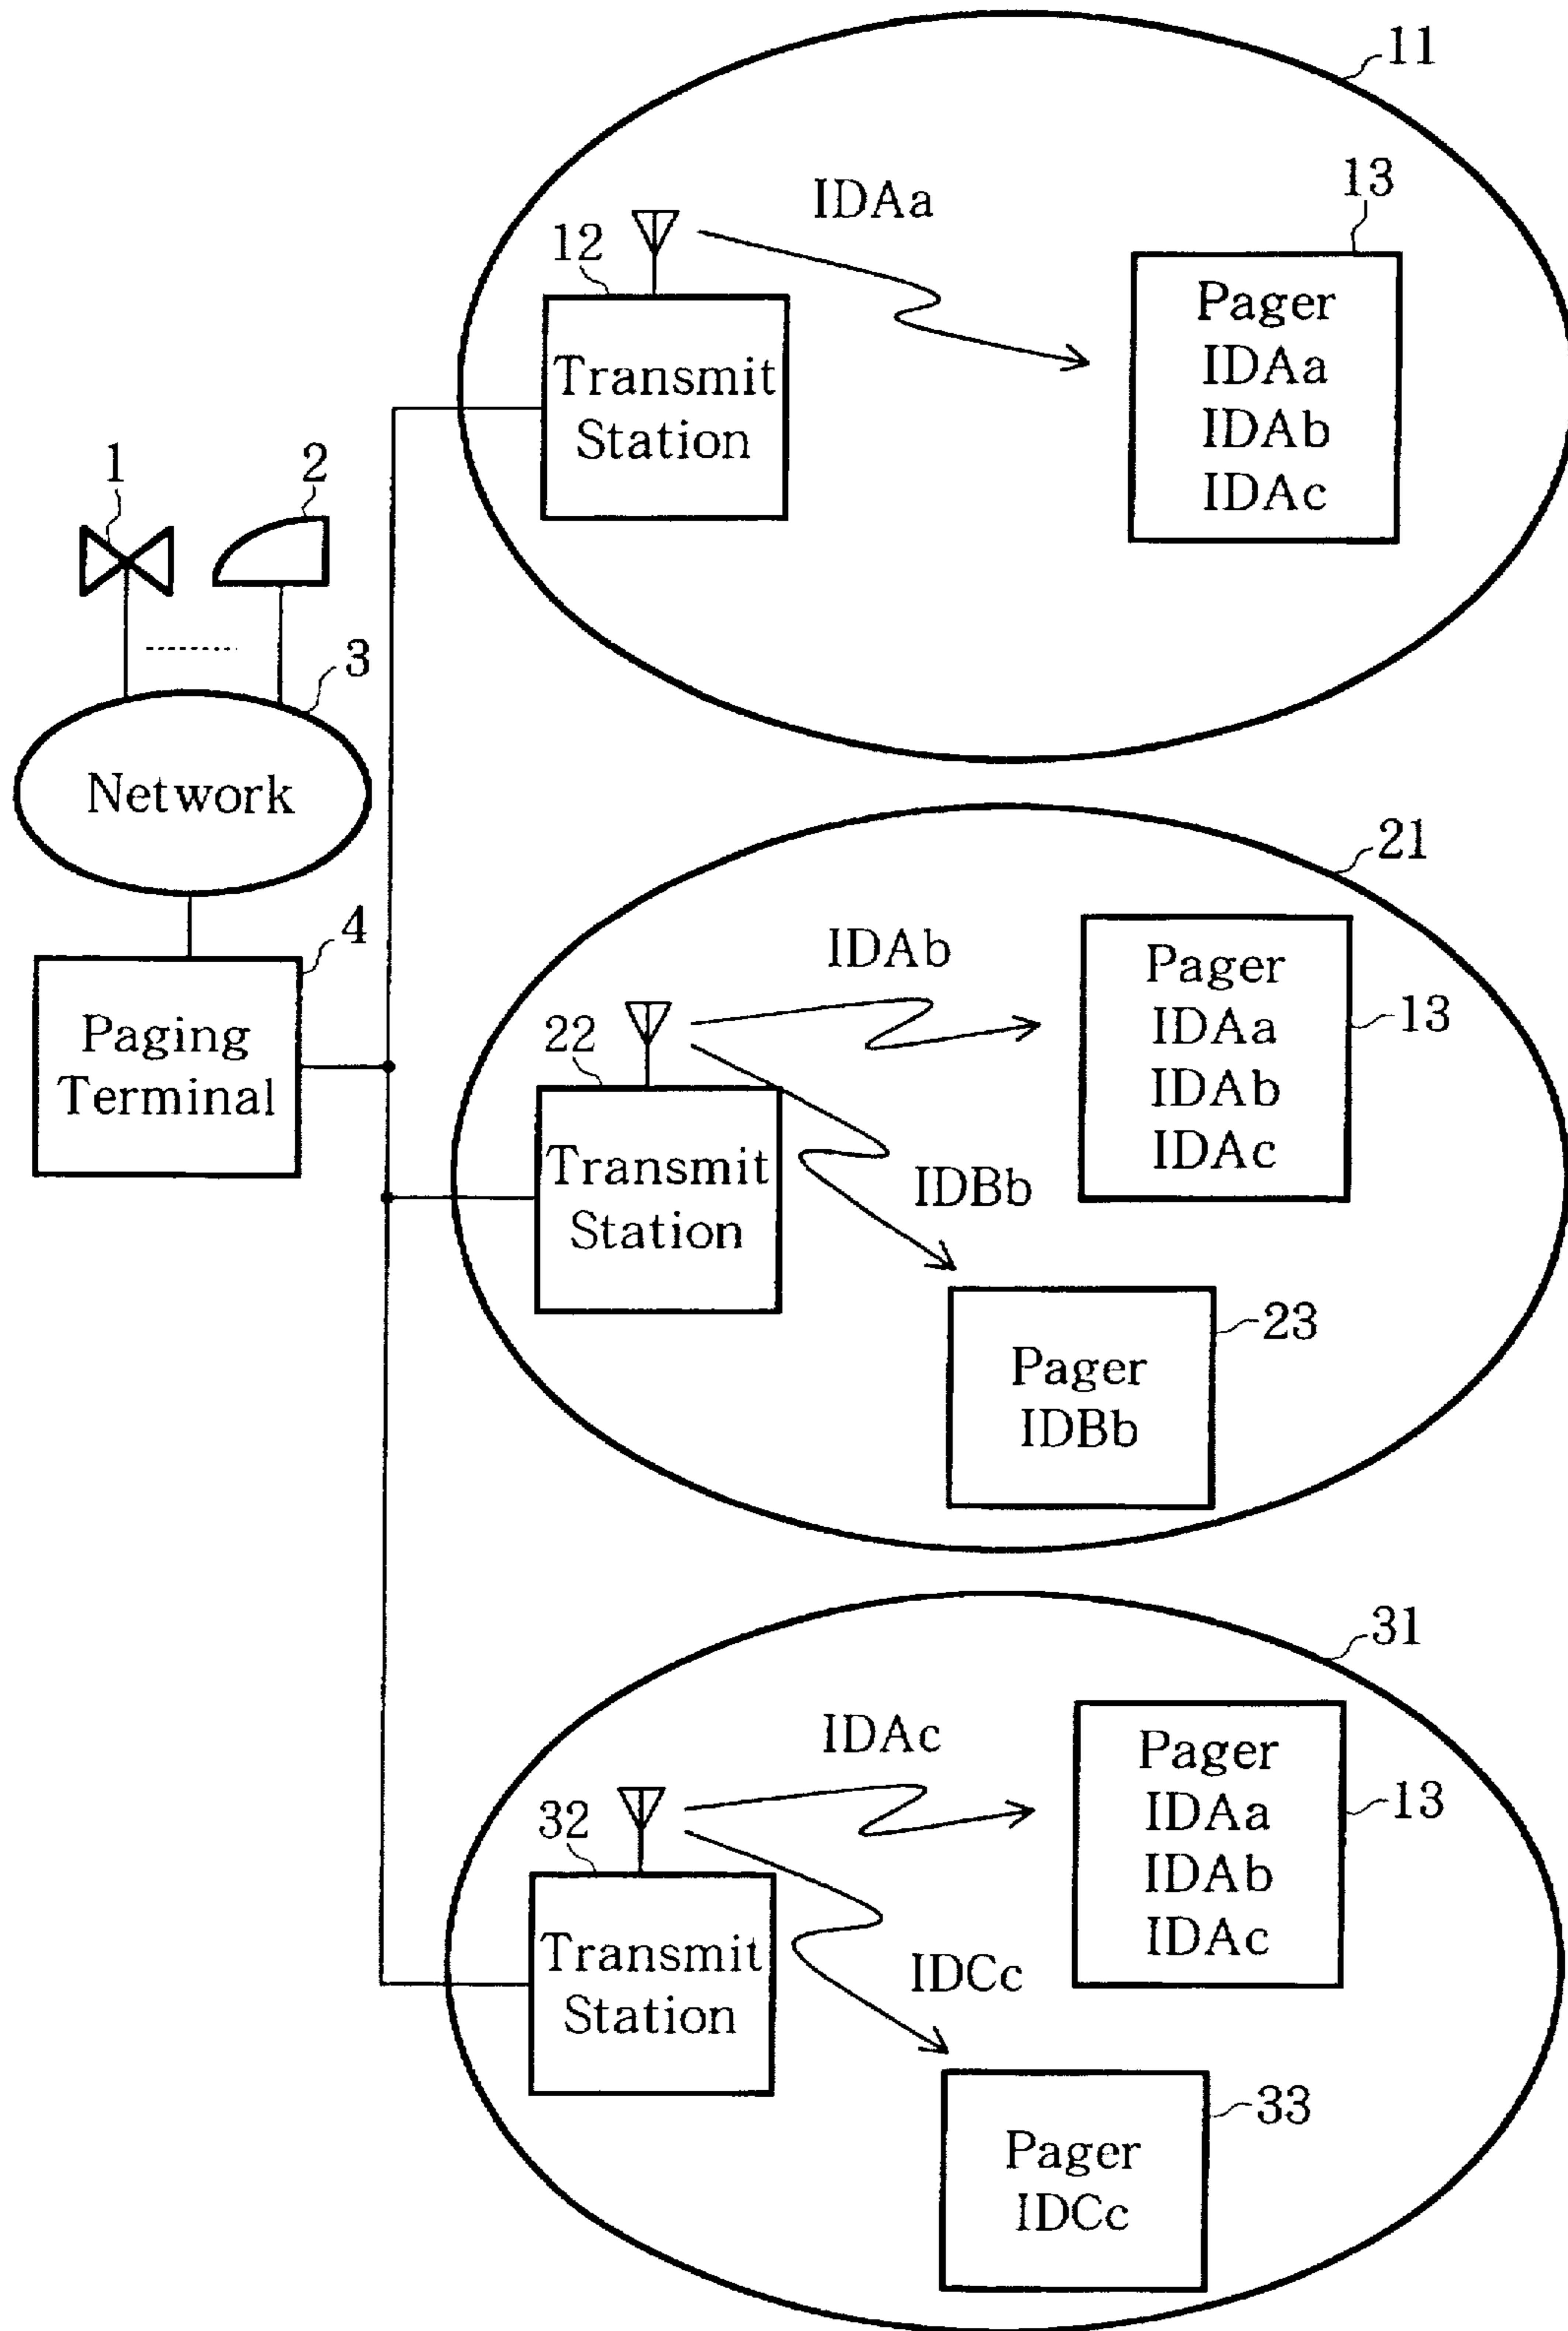 11
IDAa
13
12
Pager
IDAa
IDAb
IDAc
Transmit
Station
1
2
3
Network
4
Paging
Terminal
21
IDAb
Pager
IDAa
IDAb
IDAc
13
22
Transmit
Station
IDBb
23
Pager
IDBb
31
IDAc
Pager
IDAa
IDAb
IDAc
13
32
Transmit
Station
IDCc
33
Pager
IDCc